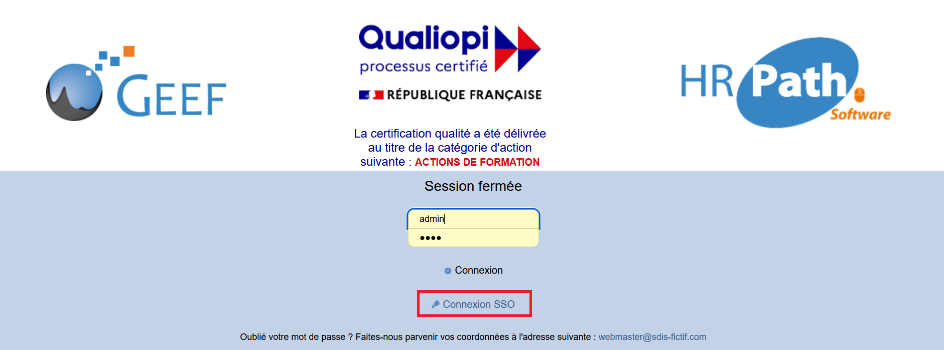 GEEF
Qualiopi
processus certifié
RÉPUBLIQUE FRANÇAISE
HR Path
Software
La certification qualité a été délivrée
au titre de la catégorie d'action
suivante : ACTIONS DE FORMATION
Session fermée
admin
••••
Connexion
Connexion SSO
Oublié votre mot de passe ? Faites-nous parvenir vos coordonnées à l'adresse suivante : webmaster@sdis-fictif.com